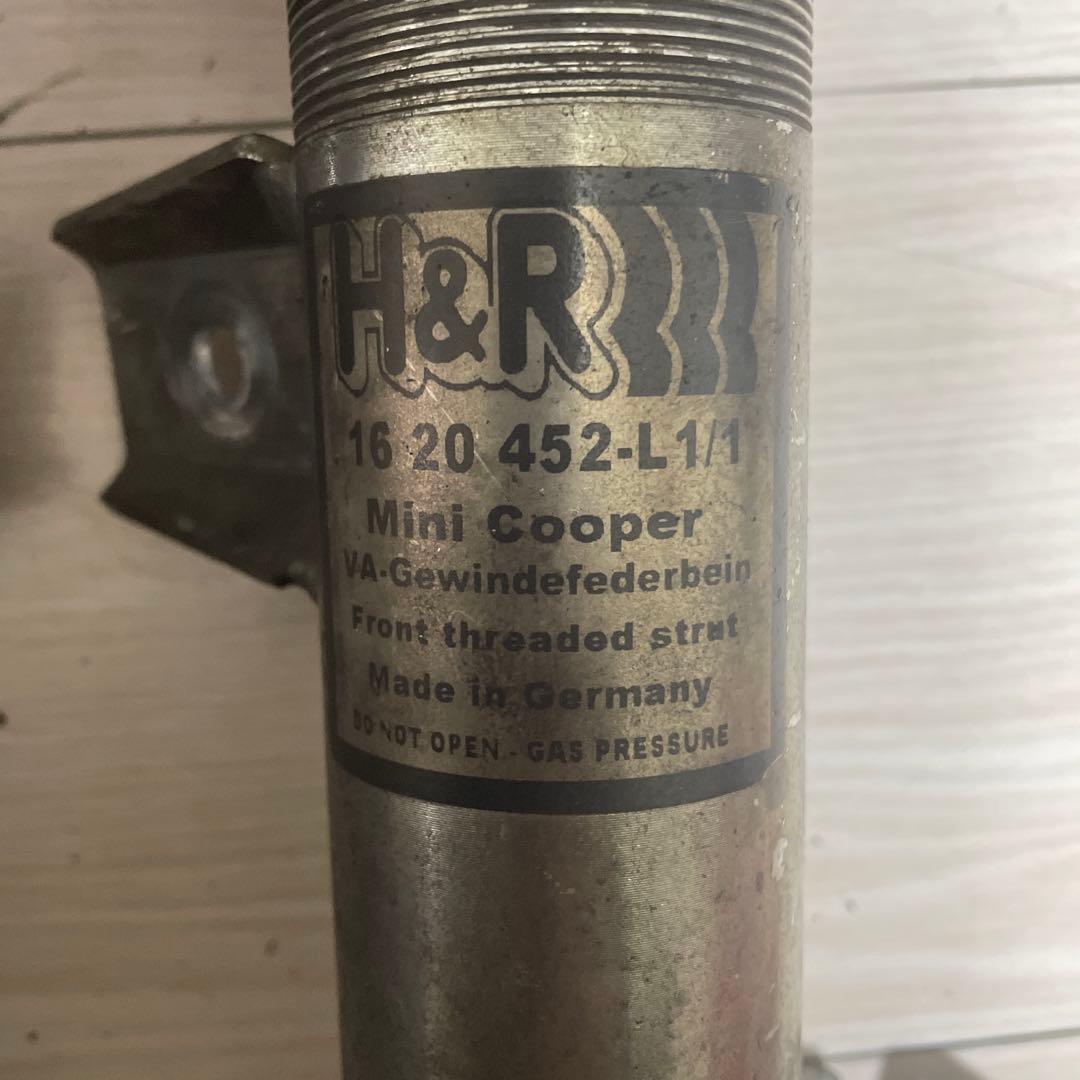 H&R
16 20 452-L1/1
Mini Cooper
VA-Gewindefederbein
Front threaded strut
Made in Germany
DO NOT OPEN - GAS PRESSURE